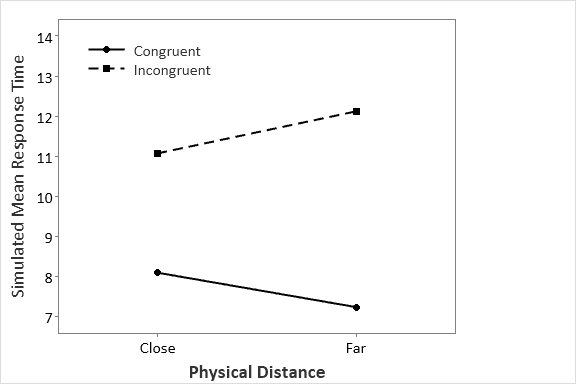 Simulated Mean Response Time
14
13
12
11
10
9
8
7
Congruent
Incongruent
Close
Far
Physical Distance